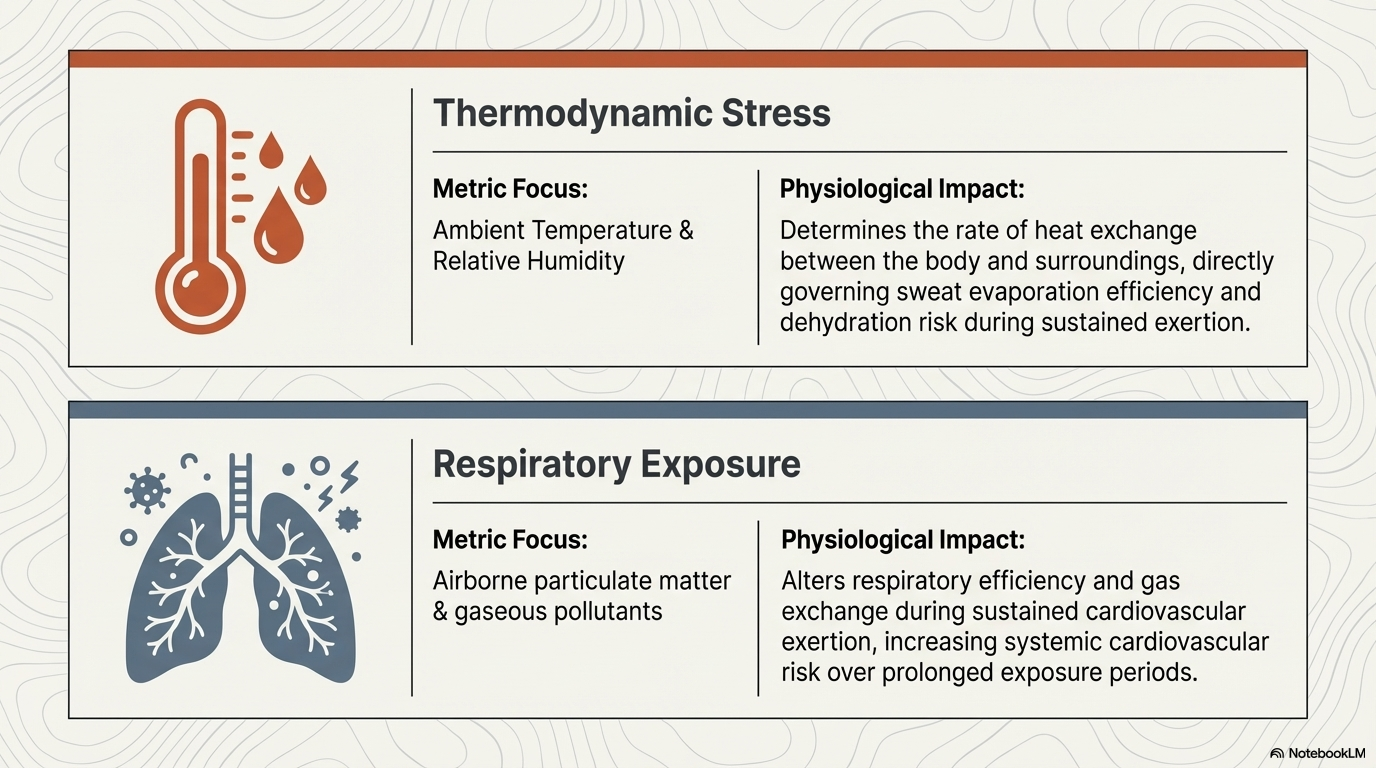 Thermodynamic Stress
Metric Focus:
Ambient Temperature &
Relative Humidity
Physiological Impact:
Determines the rate of heat exchange
between the body and surroundings, directly
governing sweat evaporation efficiency and
dehydration risk during sustained exertion.
Respiratory Exposure
Metric Focus:
Airborne particulate matter
& gaseous pollutants
Physiological Impact:
Alters respiratory efficiency and gas
exchange during sustained cardiovascular
exertion, increasing systemic cardiovascular
risk over prolonged exposure periods.
NotebookLM